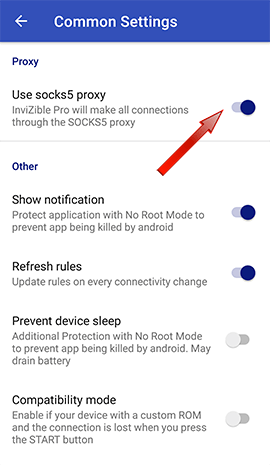 Common Settings
Proxy
Use socks5 proxy
InviZible Pro will make all connections
through the SOCKS5 proxy
Other
Show notification
Protect application with No Root Mode to
prevent app being killed by android
Refresh rules
Update rules on every connectivity change
Prevent device sleep
Additional Protection with No Root Mode
to prevent app being killed by android. May
drain battery
Compatibility mode
Enable if your device with a custom ROM
and the connection is lost when you press
the START button